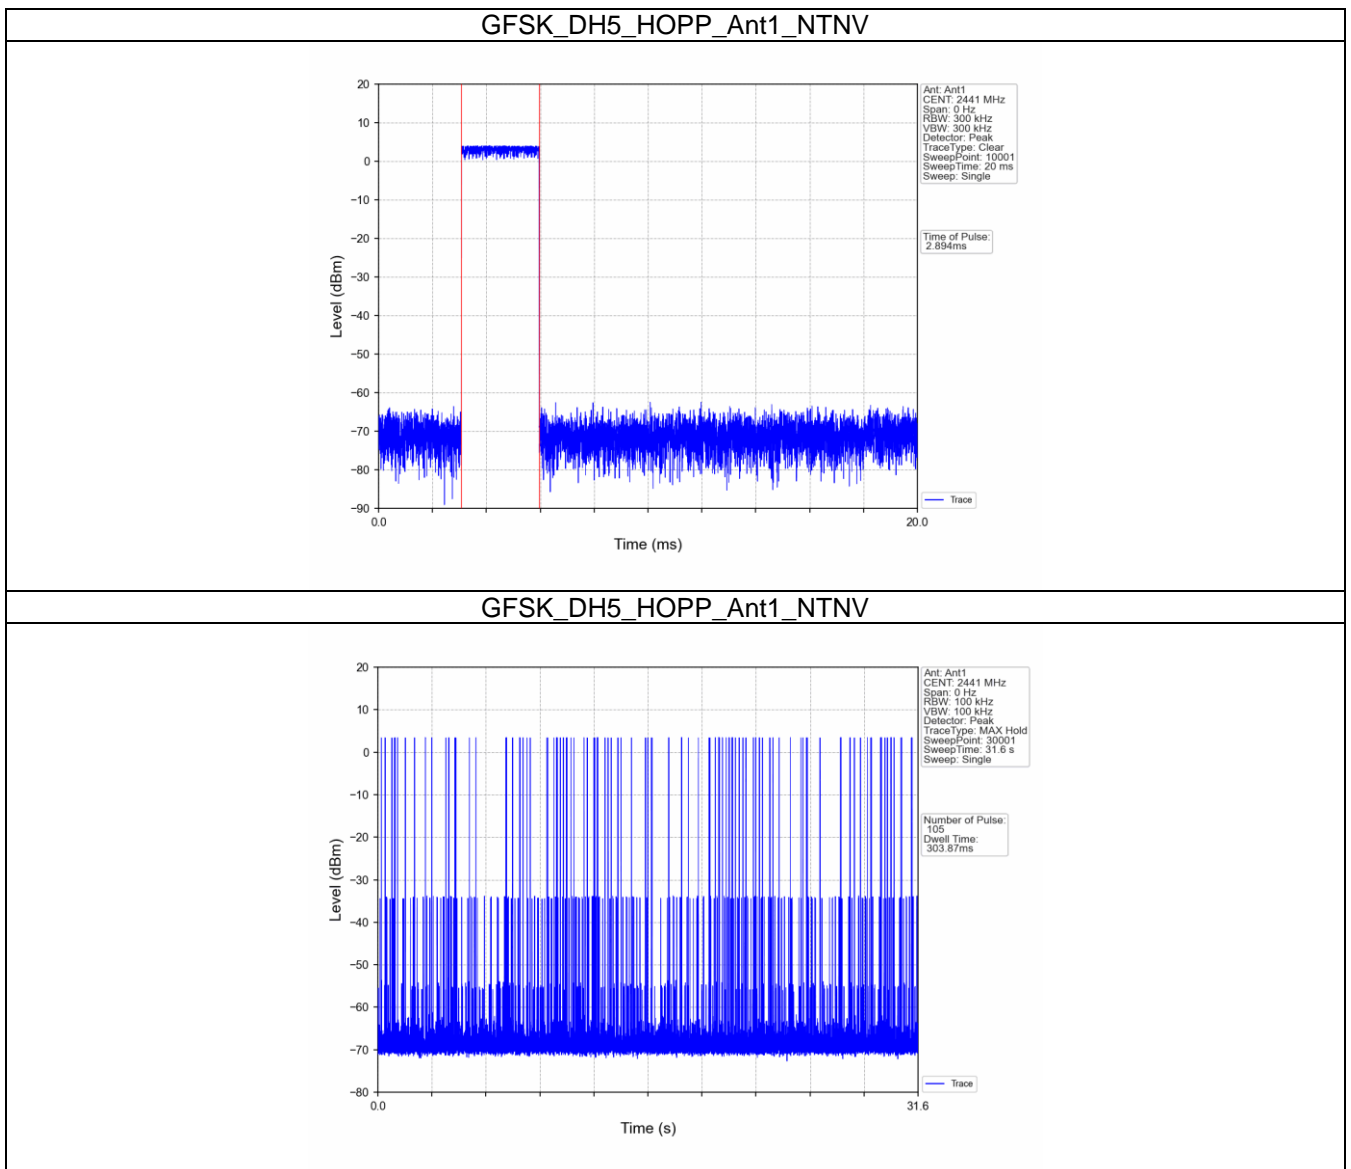 GFSK_DH5_HOPP_Ant1_NTNV
20
10
0
−10
−20
−30
−40
−50
−60
−70
−80
−90
Level (dBm)
0.0
20.0
Time (ms)
Ant: Ant1
CENT: 2441 MHz
Span: 0 Hz
RBW: 300 kHz
VBW: 300 kHz
Detector: Peak
TraceType: Clear
SweepPoint: 10001
SweepTime: 20 ms
Sweep: Single
Time of Pulse:
2.894ms
Trace
GFSK_DH5_HOPP_Ant1_NTNV
20
10
0
−10
−20
−30
−40
−50
−60
−70
−80
Level (dBm)
0.0
31.6
Time (s)
Ant: Ant1
CENT: 2441 MHz
Span: 0 Hz
RBW: 100 kHz
VBW: 100 kHz
Detector: Peak
TraceType: MAX Hold
SweepPoint: 30001
SweepTime: 31.6 s
Sweep: Single
Number of Pulse:
105
Dwell Time:
303.87ms
Trace